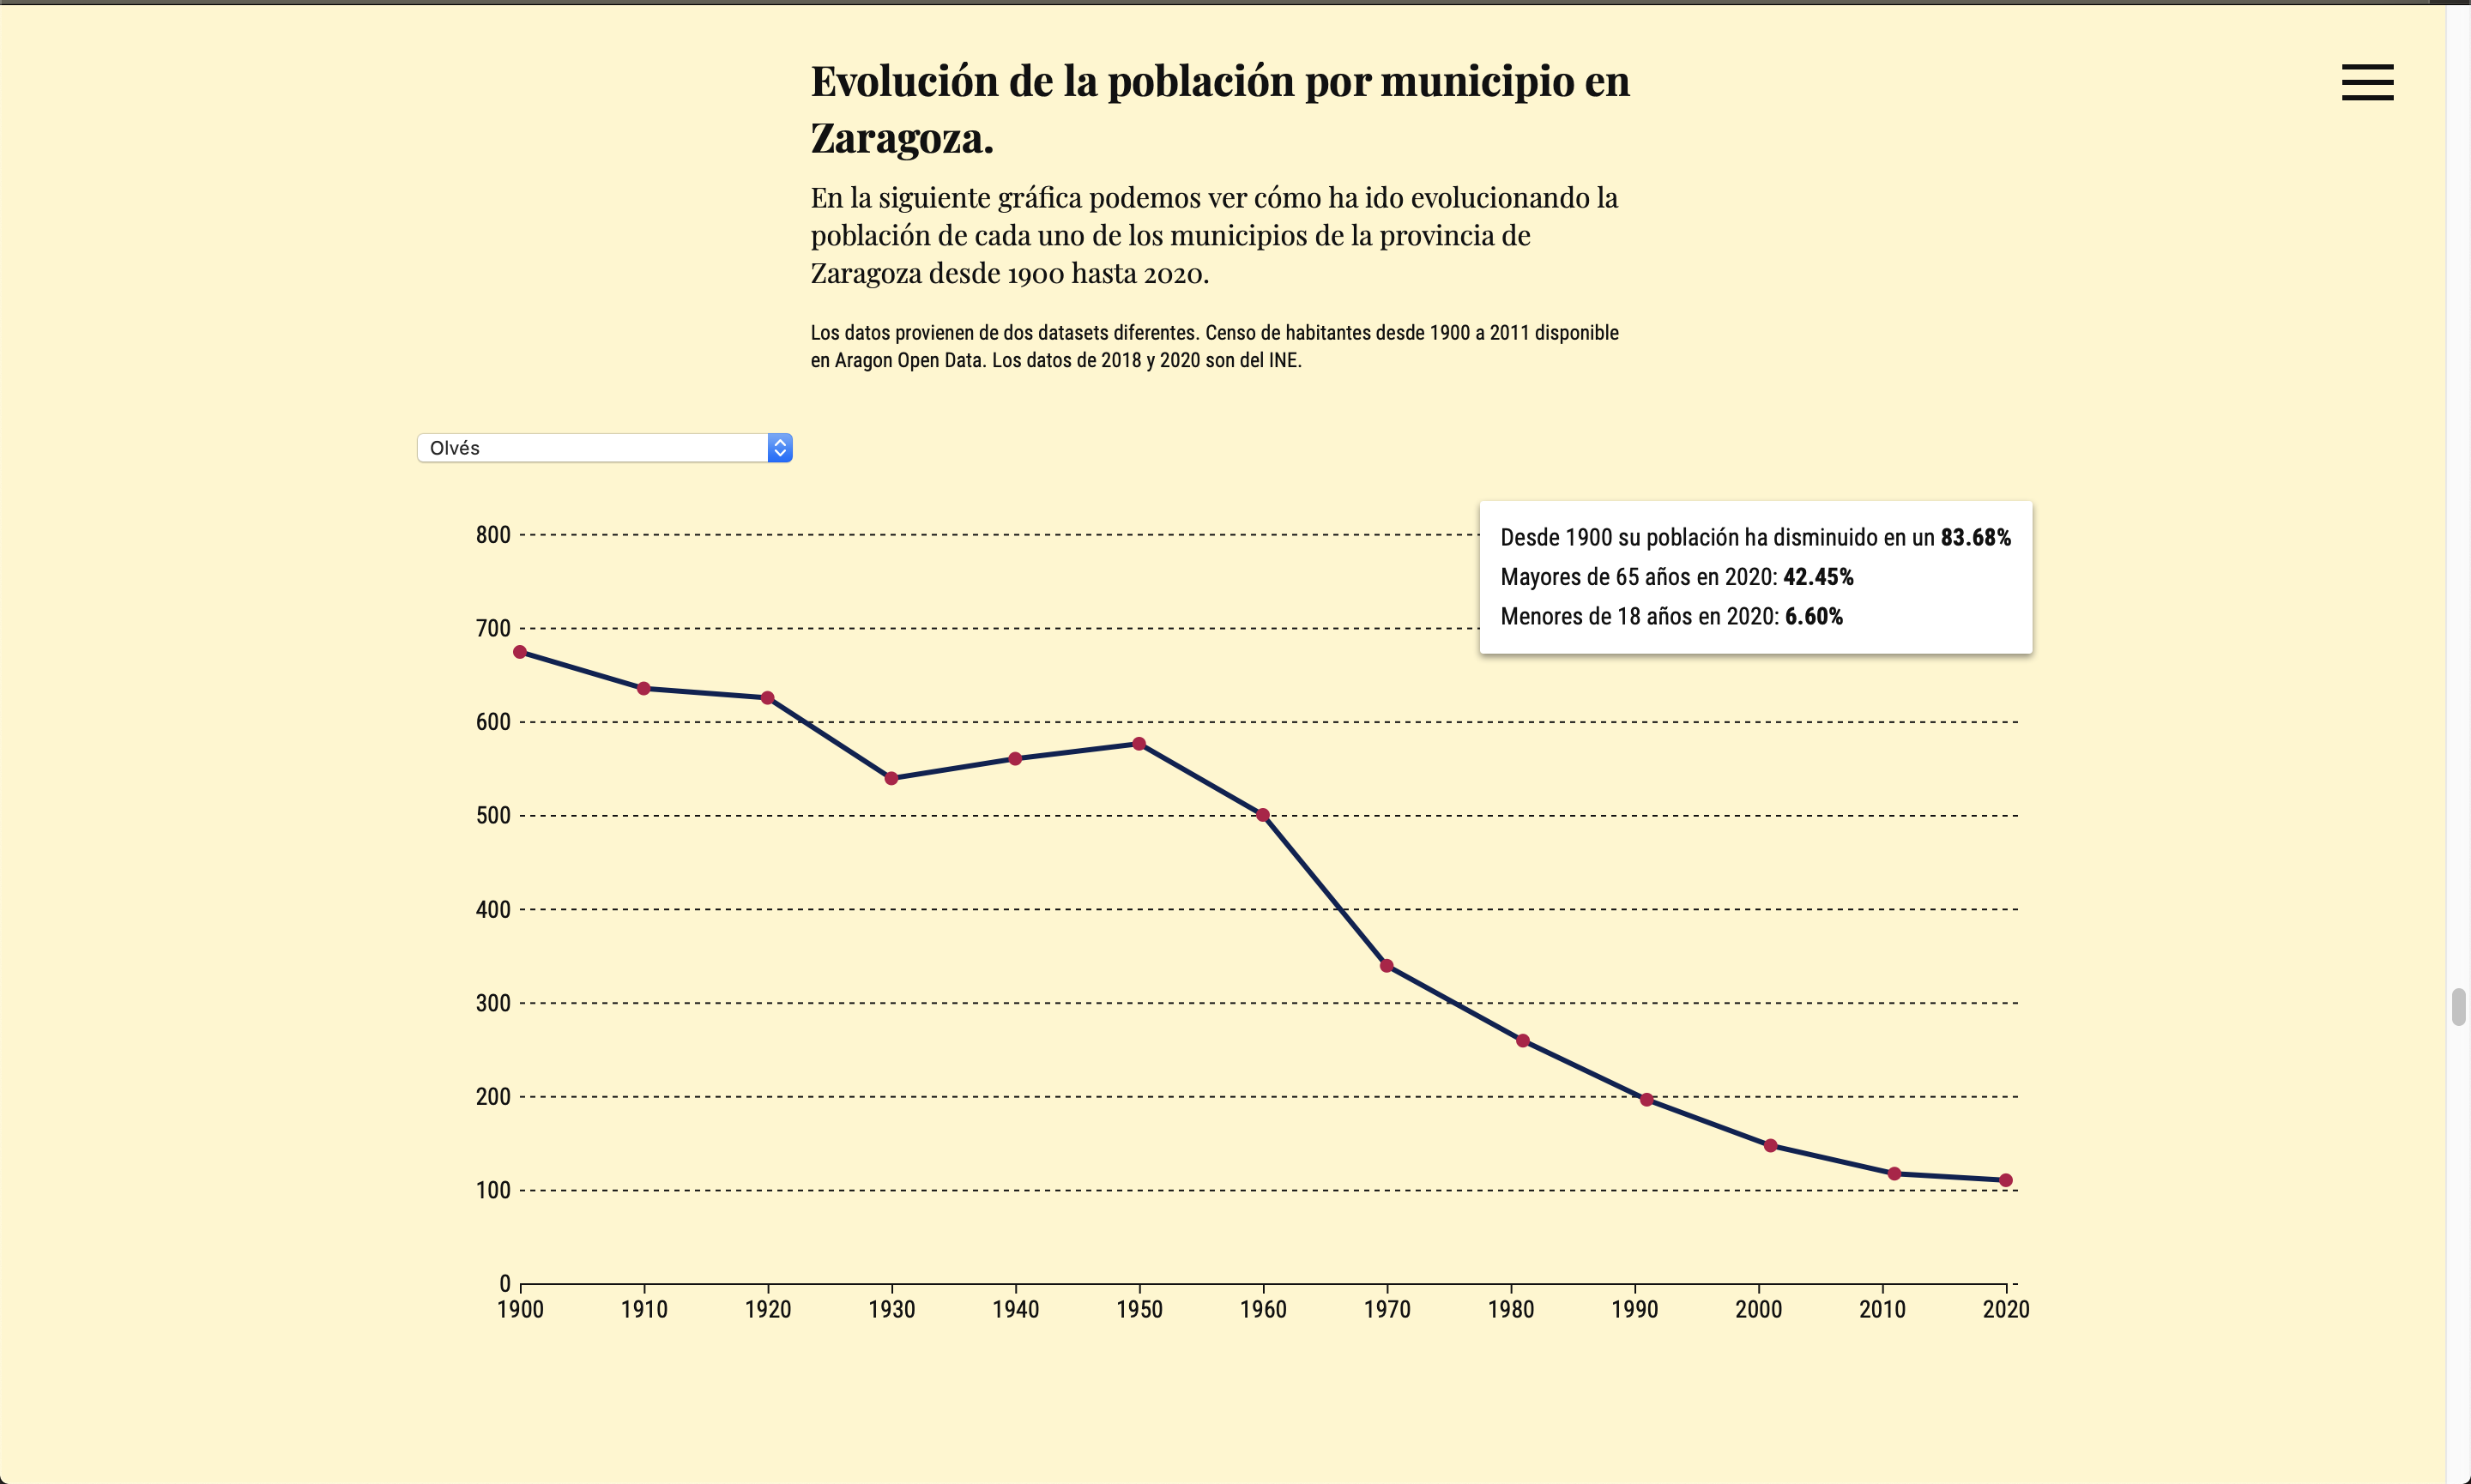 Evolución de la población por municipio en
Zaragoza.
En la siguiente gráfica podemos ver cómo ha ido evolucionando la
población de cada uno de los municipios de la provincia de
Zaragoza desde 1900 hasta 2020.
Los datos provienen de dos datasets diferentes. Censo de habitantes desde 1900 a 2011 disponible
en Aragon Open Data. Los datos de 2018 y 2020 son del INE.
Olvés
Desde 1900 su población ha disminuido en un 83.68%
Mayores de 65 años en 2020: 42.45%
Menores de 18 años en 2020: 6.60%
800
700
600
500
400
300
200
100
0
1900 1910 1920 1930 1940 1950 1960 1970 1980 1990 2000 2010 2020